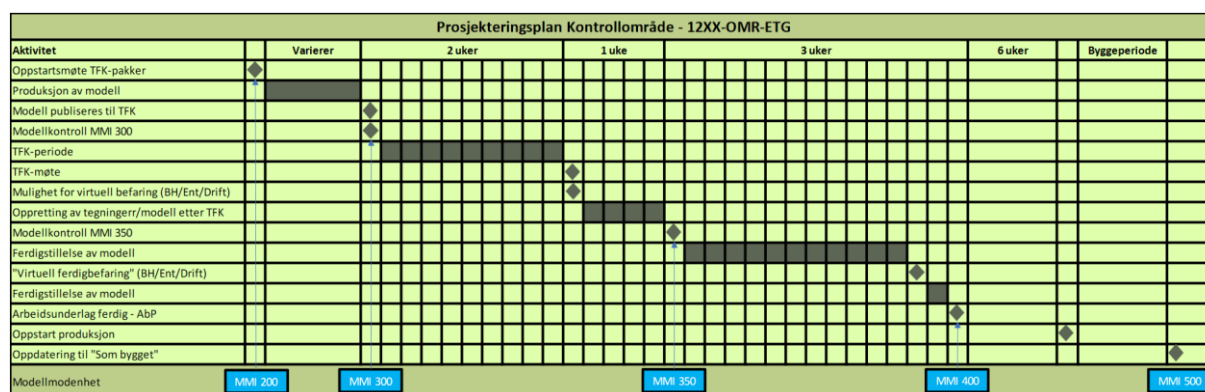 Prosjekteringsplan Kontrollområde - 12XX-OMR-ETG
Aktivitet Varierer 2 uker 1 uke 3 uker 6 uker Byggeperiode
Oppstartsmøte TFK-pakker
Produksjon av modell
Modell publiseres til TFK
Modellkontroll MMI 300
TFK-periode
TFK-møte
Mulighet for virtuell befaring (BH/Ent/Drift)
Oppretting av tegningerr/modell etter TFK
Modellkontroll MMI 350
Ferdigstillelse av modell
"Virtuell ferdigbefaring" (BH/Ent/Drift)
Ferdigstillelse av modell
Arbeidsunderlag ferdig - AbP
Oppstart produksjon
Oppdatering til "Som bygget"
Modellmodenhet MMI 200 MMI 300 MMI 350 MMI 400 MMI 500